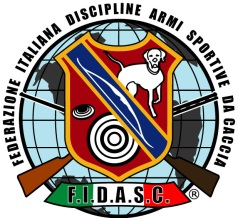 FEDERAZIONE ITALIANA DISCIPLINE ARMI SPORTIVE DA CACCIA
F.I.D.A.S.C.
®